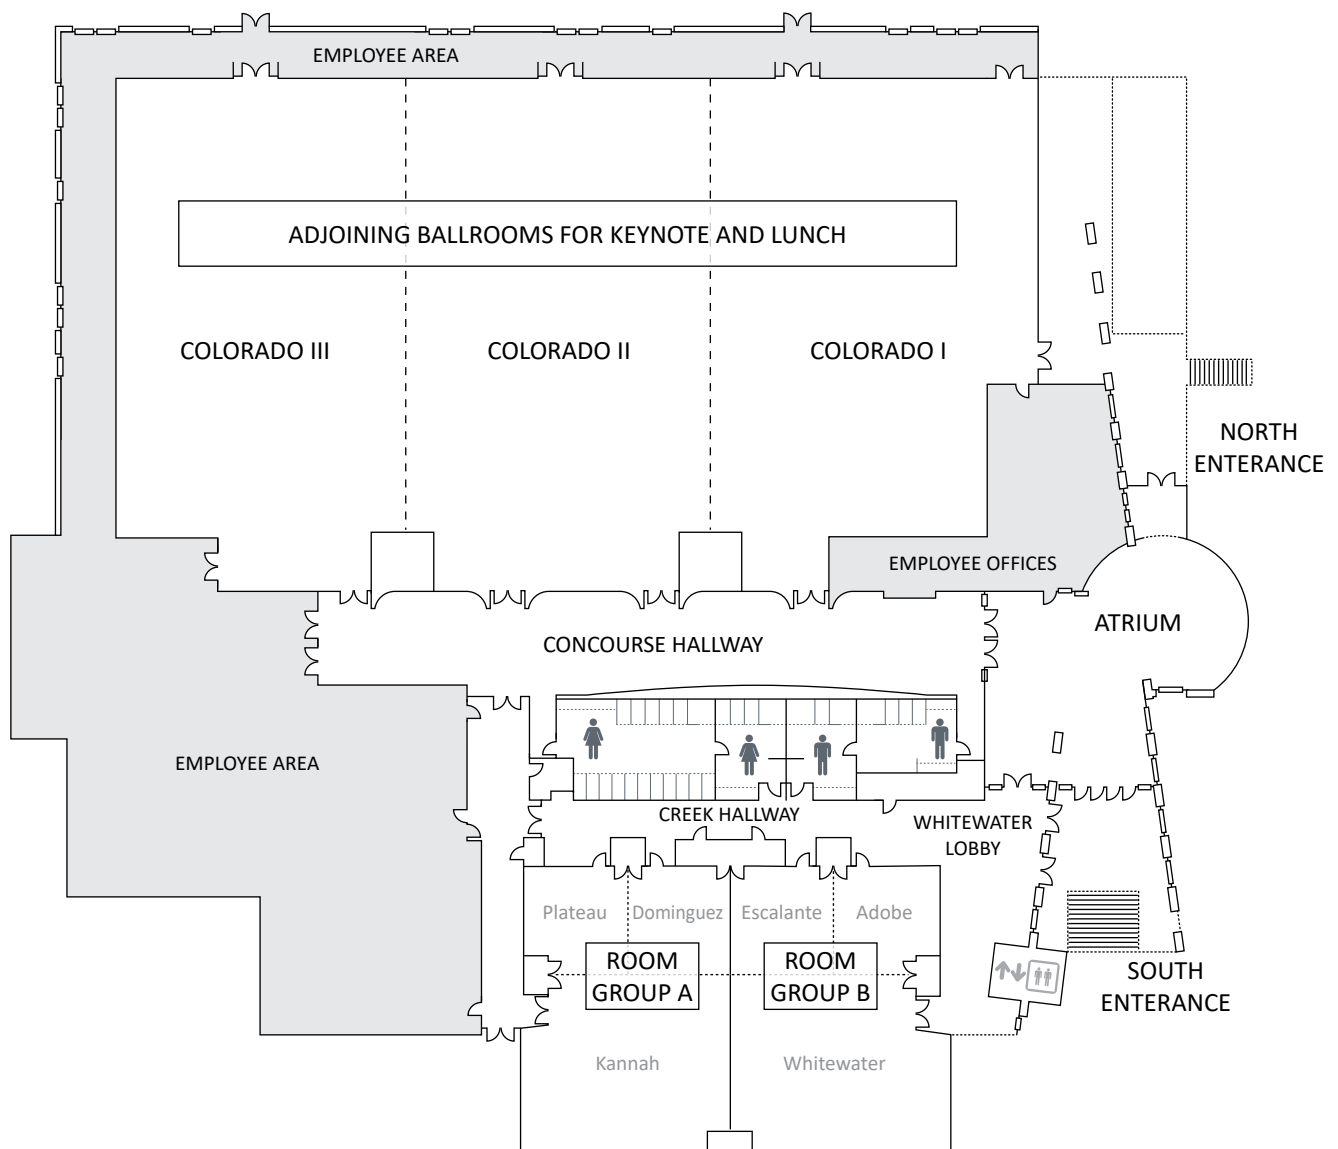 EMPLOYEE AREA
ADJOINING BALLROOMS FOR KEYNOTE AND LUNCH
COLORADO III
COLORADO II
COLORADO I
NORTH
ENTERANCE
EMPLOYEE OFFICES
ATRIUM
CONCOURSE HALLWAY
EMPLOYEE AREA
CREEK HALLWAY
WHITEWATER
LOBBY
Plateau
Dominguez
Escalante
Adobe
ROOM
GROUP A
ROOM
GROUP B
SOUTH
ENTERANCE
Kannah
Whitewater